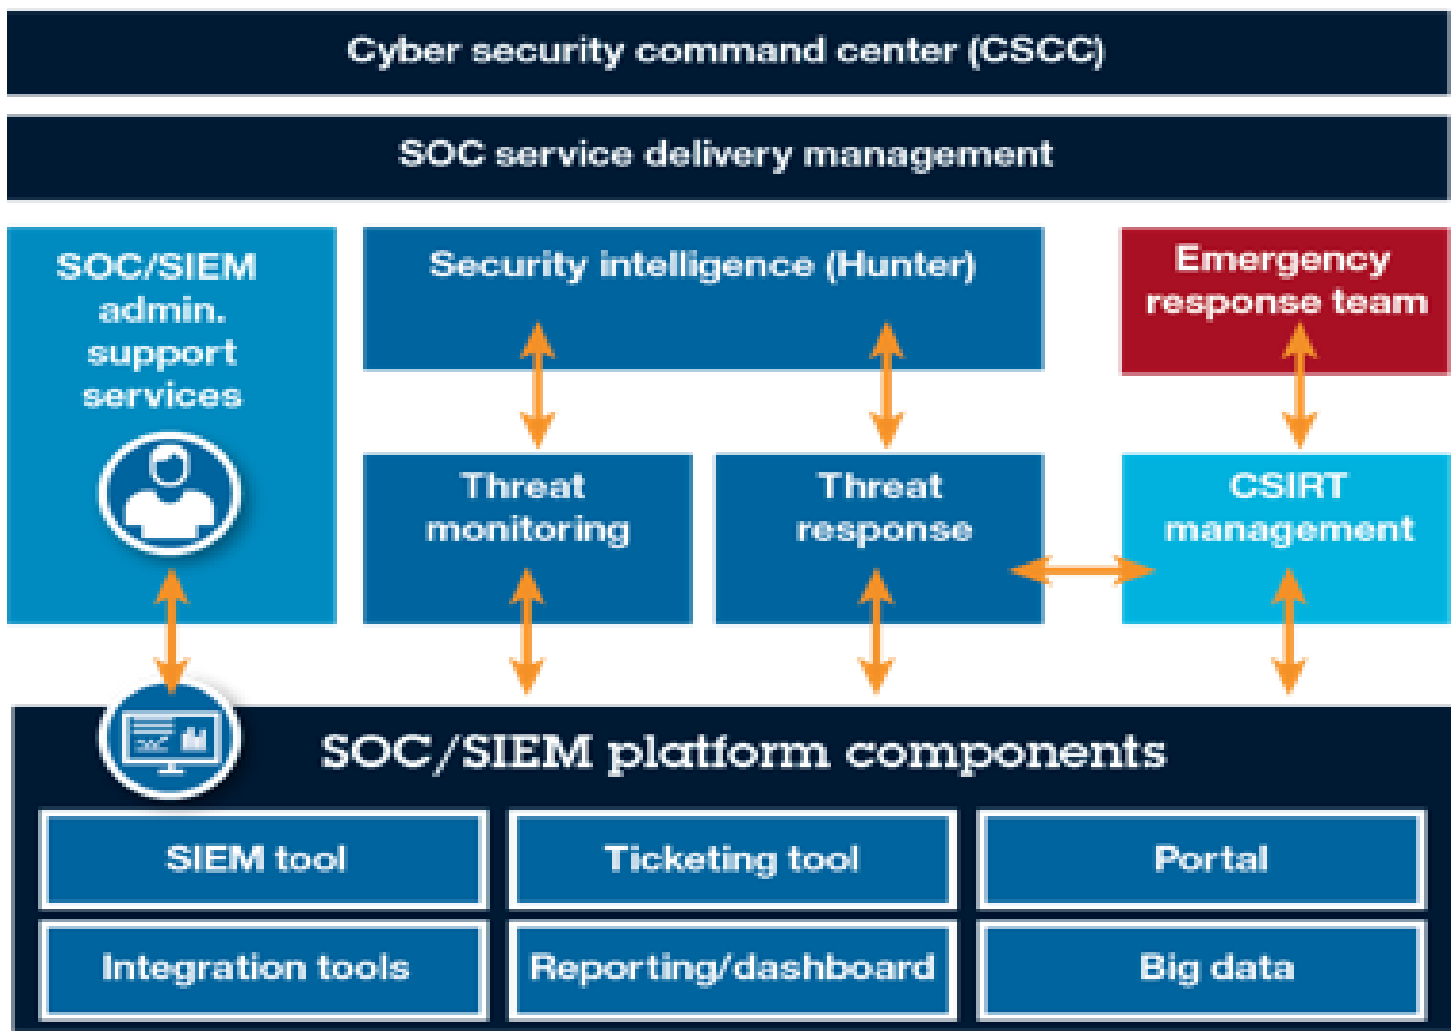 Cyber security command center (CSCC)
SOC service delivery management
SOC/SIEM
admin.
support
services
Security intelligence (Hunter)
Emergency
response team
Threat
monitoring
Threat
response
CSIRT
management
SOC/SIEM platform components
SIEM tool
Ticketing tool
Portal
Integration tools
Reporting/dashboard
Big data